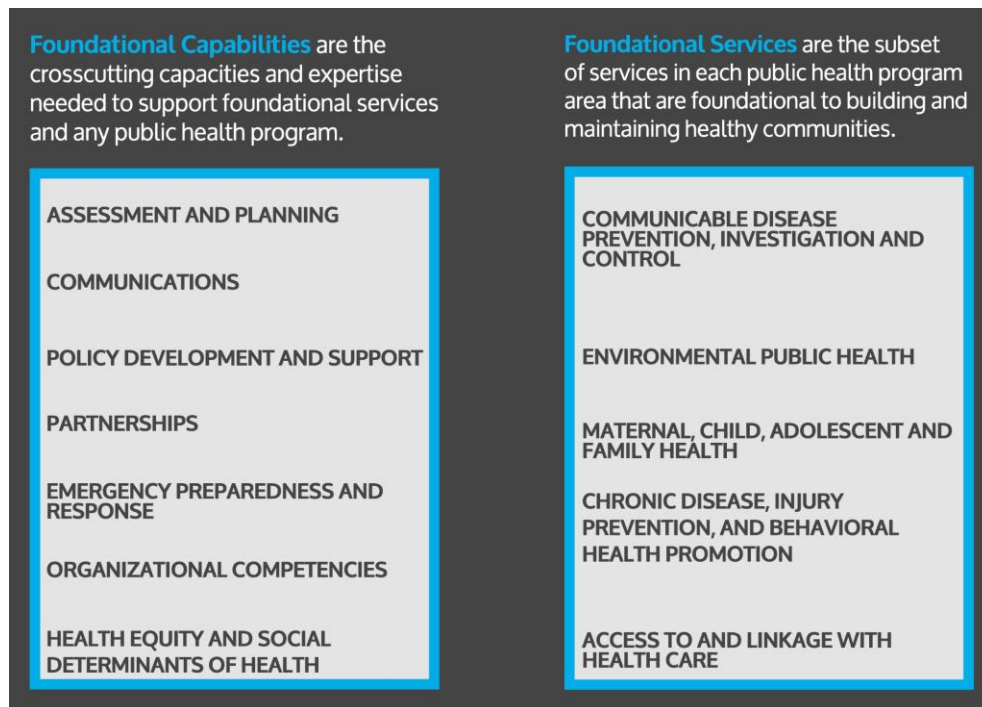 Foundational Capabilities are the
crosscutting capacities and expertise
needed to support foundational services
and any public health program.
ASSESSMENT AND PLANNING
COMMUNICATIONS
POLICY DEVELOPMENT AND SUPPORT
PARTNERSHIPS
EMERGENCY PREPAREDNESS AND
RESPONSE
ORGANIZATIONAL COMPETENCIES
HEALTH EQUITY AND SOCIAL
DETERMINANTS OF HEALTH
Foundational Services are the subset
of services in each public health program
area that are foundational to building and
maintaining healthy communities.
COMMUNICABLE DISEASE
PREVENTION, INVESTIGATION AND
CONTROL
ENVIRONMENTAL PUBLIC HEALTH
MATERNAL, CHILD, ADOLESCENT AND
FAMILY HEALTH
CHRONIC DISEASE, INJURY
PREVENTION, AND BEHAVIORAL
HEALTH PROMOTION
ACCESS TO AND LINKAGE WITH
HEALTH CARE